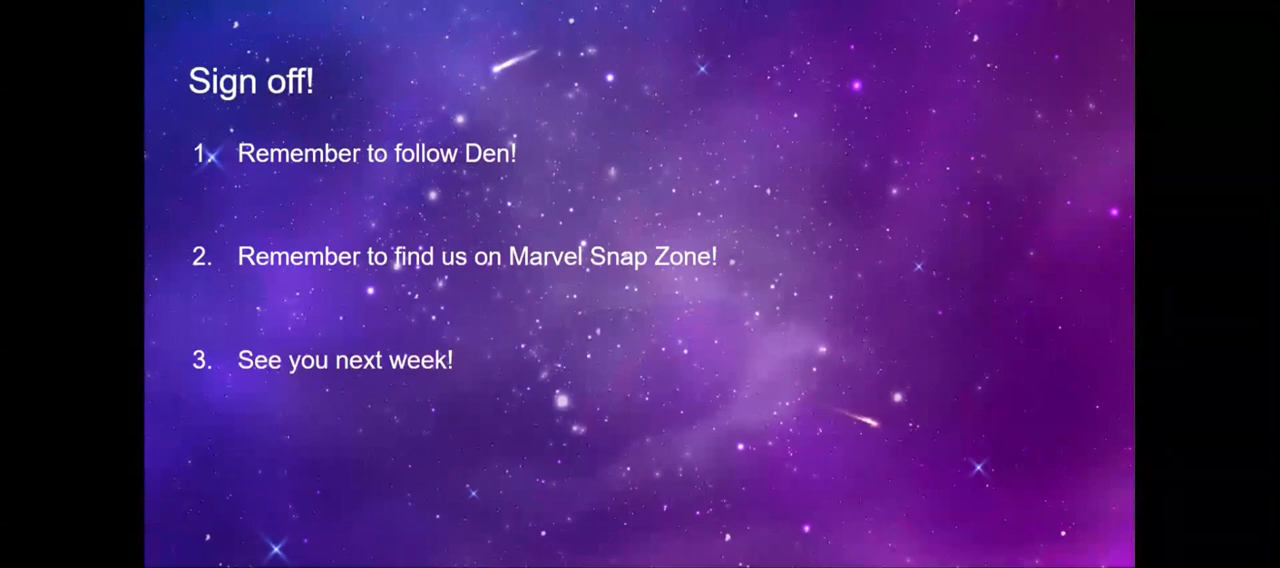 Sign off!
1. Remember to follow Den!
2. Remember to find us on Marvel Snap Zone!
3. See you next week!